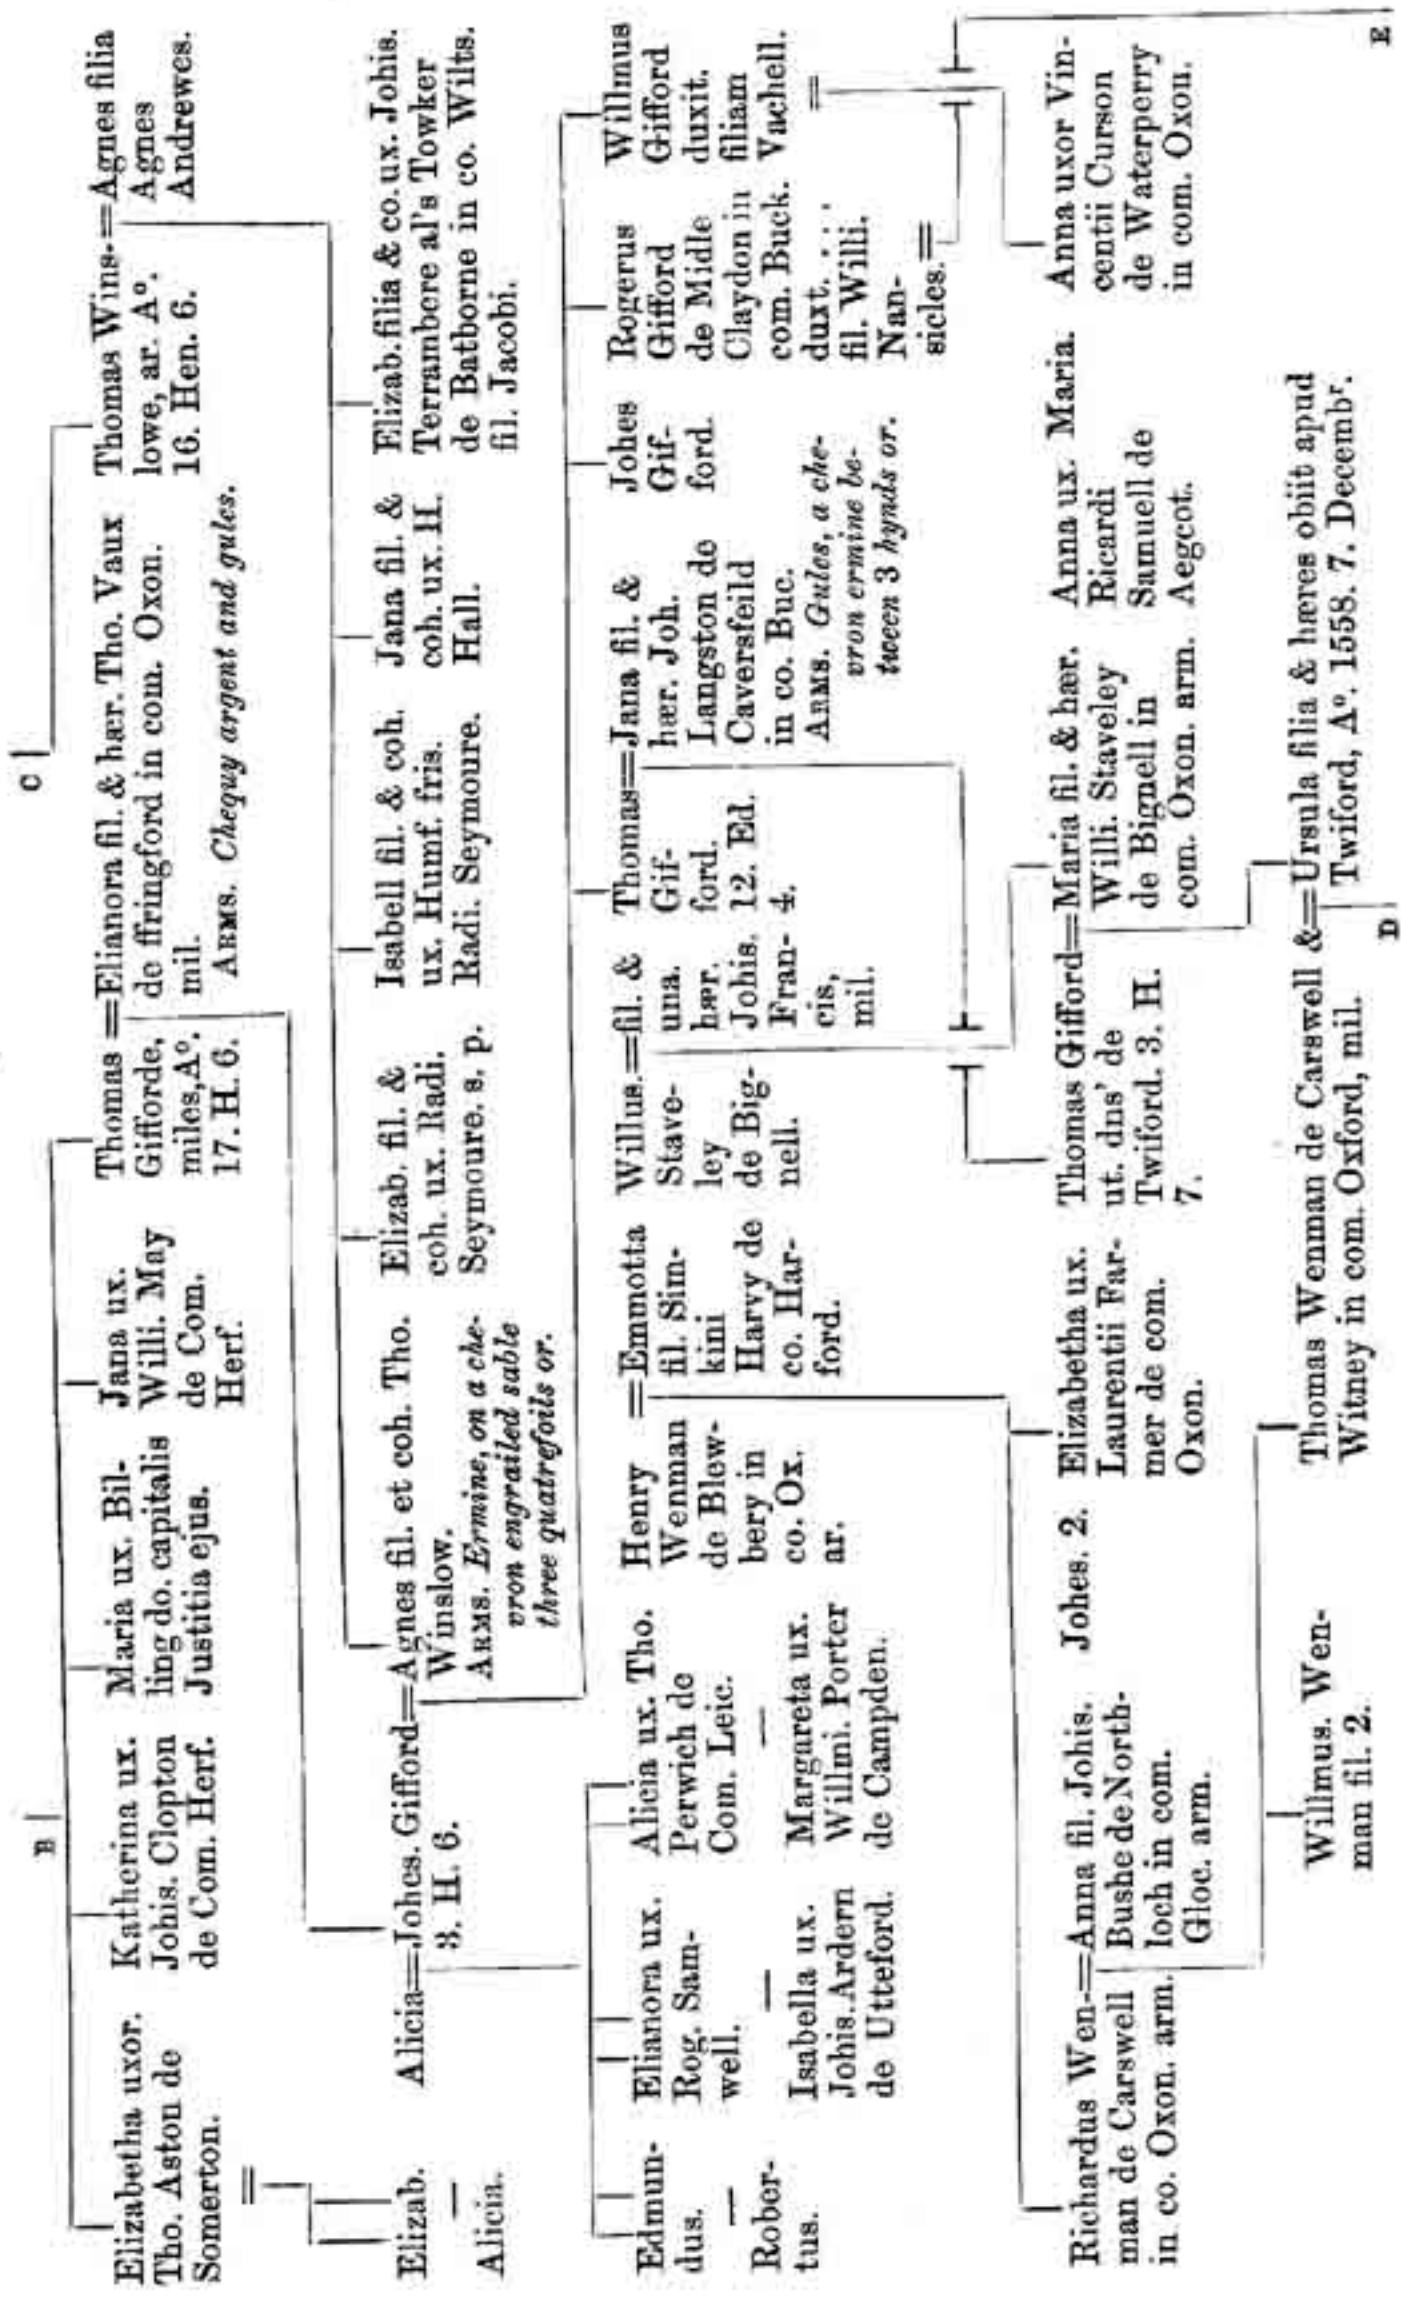 B
C
Elizabetha uxor.
Tho. Aston de
Somerton.
Katherina ux.
Johis. Clopton
de Com. Herf.
Maria ux. Bil-
ling do. capitalis
Justitia ejus.
Jana ux.
Willi. May
de Com.
Herf.
Thomas =Elianora fil. & hær. Tho. Vaux
Gifforde, de ffringford in com. Oxon.
miles, Aº. mil.
17. H. 6. ARMS. Chequy argent and gules.
Thomas Wins-=Agnes filia
lowe, ar. Aº. Agnes
16. Hen. 6. Andrewes.
Elizab.
—
Alicia.
Alicia=Johes. Gifford=Agnes fil. et coh. Tho.
3. H. 6. Winslow.
ARMS. Ermine, on a che-
vron engrailed sable
three quatrefoils or.
Elizab. fil. &
coh. ux. Radi.
Seymoure. s. p.
Isabell fil. & coh.
ux. Humf. fris.
Radi. Seymoure.
Jana fil. &
coh. ux. H.
Hall.
Elizab. filia & co. ux. Johis.
Terrambere al's Towker
de Batborne in co. Wilts.
fil. Jacobi.
Edmun-
dus.
—
Rober-
tus.
Elianora ux.
Rog. Sam-
well.
—
Isabella ux.
Johis. Ardern
de Utteford.
Alicia ux. Tho.
Perwich de
Com. Leic.
—
Margareta ux.
Willmi. Porter
de Campden.
Henry =Emmotta
Wenman fil. Sim-
de Blew- kini
bery in Harvy de
co. Ox. co. Har-
ar. ford.
Willus.=fil. &
Stave- una.
ley hær.
de Big- Johis.
nell. Fran-
cis,
mil.
Thomas=Jana fil. &
Gif- hær. Joh.
ford. Langston de
12. Ed. Caversfeild
4. in co. Buc.
ARMS. Gules, a che-
vron ermine be-
tween 3 hynds or.
Johes
Gif-
ford.
Rogerus
Gifford
de Midle
Claydon in
com. Buck.
duxt. . . .
fil. Willi.
Nan-
sicles.=
Willmus
Gifford
duxit.
filiam
Vachell.
=
Richardus Wen-=Anna fil. Johis.
man de Carswell Bushe de North-
in co. Oxon. arm. loch in com.
Gloc. arm.
Johes. 2.
Elizabetha ux.
Laurentii Far-
mer de com.
Oxon.
Thomas Gifford=Maria fil. & hær.
ut. dns' de Willi. Staveley
Twiford. 3. H. de Bignell in
7. com. Oxon. arm.
Anna ux.
Ricardi
Samuell de
Aegcot.
Maria.
Anna uxor Vin-
centii Curson
de Waterperry
in com. Oxon.
Willmus. Wen-
man fil. 2.
Thomas Wenman de Carswell &=Ursula filia & hæres obiit apud
Witney in com. Oxford, mil. Twiford, Aº. 1558. 7. Decembr.
D
E